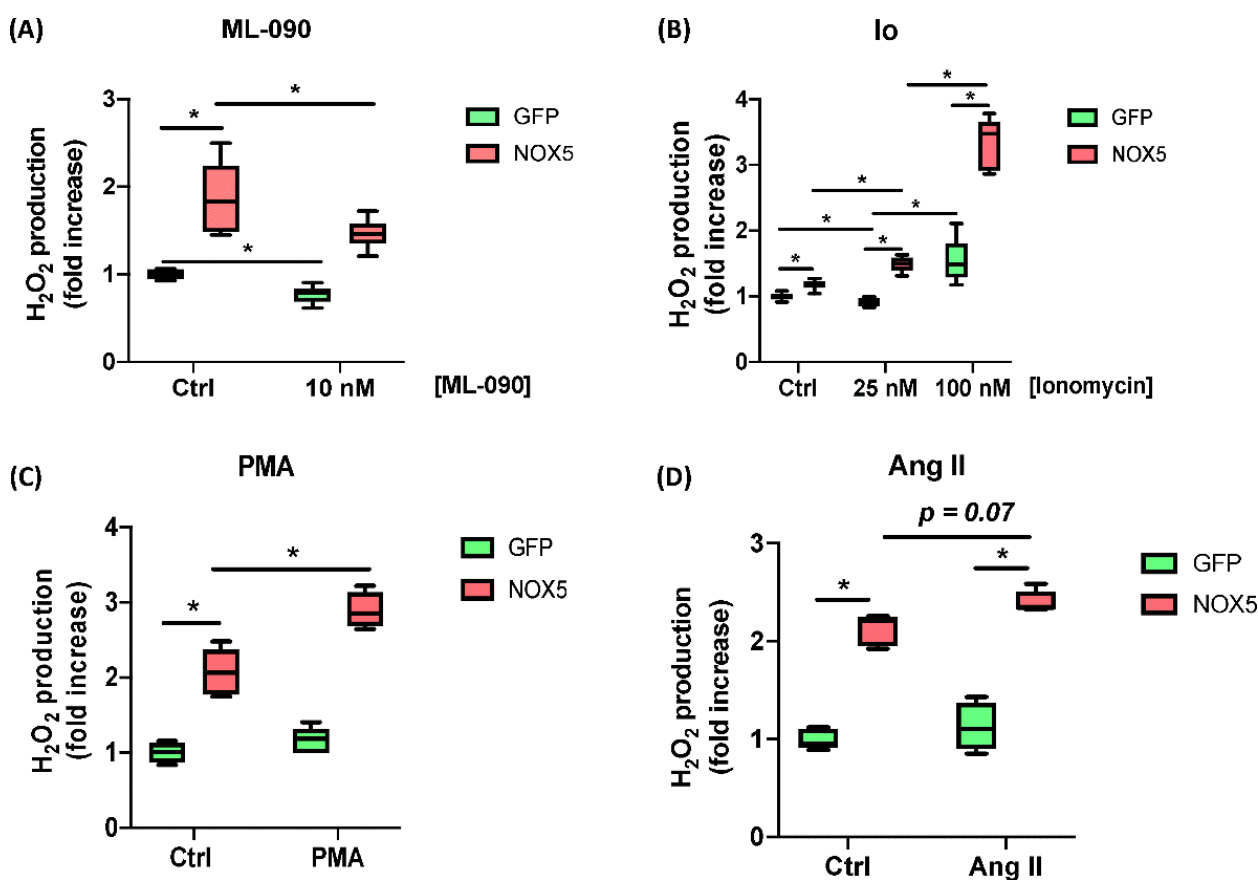 (A)
ML-090
H2O2 production
(fold increase)
3
2
1
0
*
*
*
GFP
NOX5
Ctrl
10 nM
[ML-090]
(B)
Io
H2O2 production
(fold increase)
4
3
2
1
0
*
*
*
*
*
*
*
GFP
NOX5
Ctrl
25 nM
100 nM
[Ionomycin]
(C)
PMA
H2O2 production
(fold increase)
4
3
2
1
0
*
*
GFP
NOX5
Ctrl
PMA
(D)
Ang II
p = 0.07
H2O2 production
(fold increase)
3
2
1
0
*
*
GFP
NOX5
Ctrl
Ang II